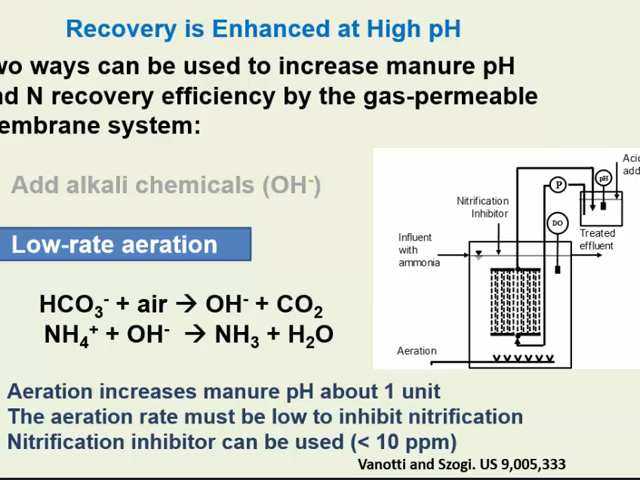 Recovery is Enhanced at High pH
wo ways can be used to increase manure pH
nd N recovery efficiency by the gas-permeable
embrane system:
Add alkali chemicals (OH⁻)
Low-rate aeration
HCO₃⁻ + air → OH⁻ + CO₂
NH₄⁺ + OH⁻ → NH₃ + H₂O
Acid
add
pH
P
Nitrification
Inhibitor
DO
Treated
effluent
Influent
with
ammonia
Aeration
Aeration increases manure pH about 1 unit
The aeration rate must be low to inhibit nitrification
Nitrification inhibitor can be used (< 10 ppm)
Vanotti and Szogi. US 9,005,333